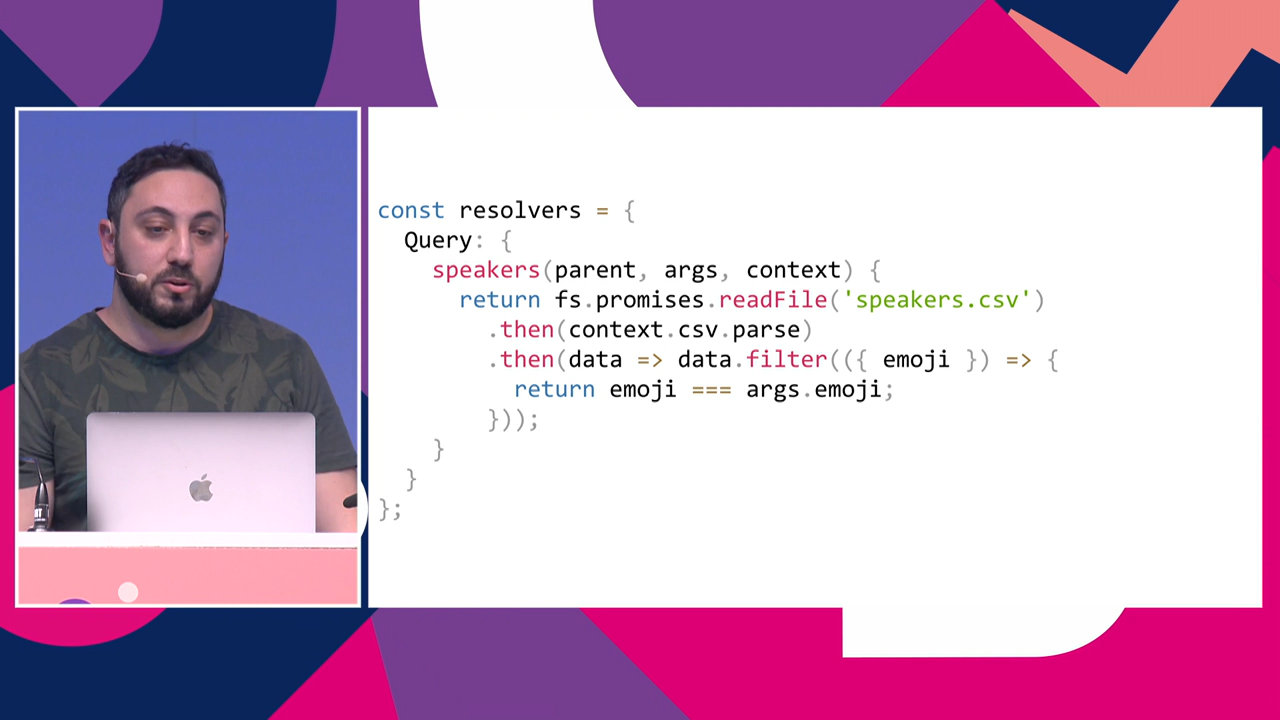 const resolvers = {
  Query: {
    speakers(parent, args, context) {
      return fs.promises.readFile('speakers.csv')
        .then(context.csv.parse)
        .then(data => data.filter(({ emoji }) => {
          return emoji === args.emoji;
        }));
    }
  }
};